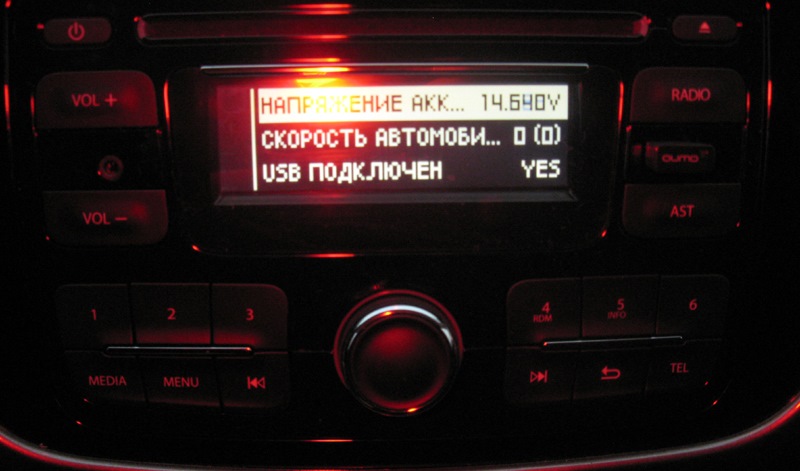 VOL +
НАПРЯЖЕНИЕ АКК... 14.640V
RADIO
СКОРОСТЬ АВТОМОБИ... 0 (0)
qumo
USB ПОДКЛЮЧЕН YES
VOL −
AST
1 2 3
4 5 6
RDM INFO
MEDIA MENU
TEL